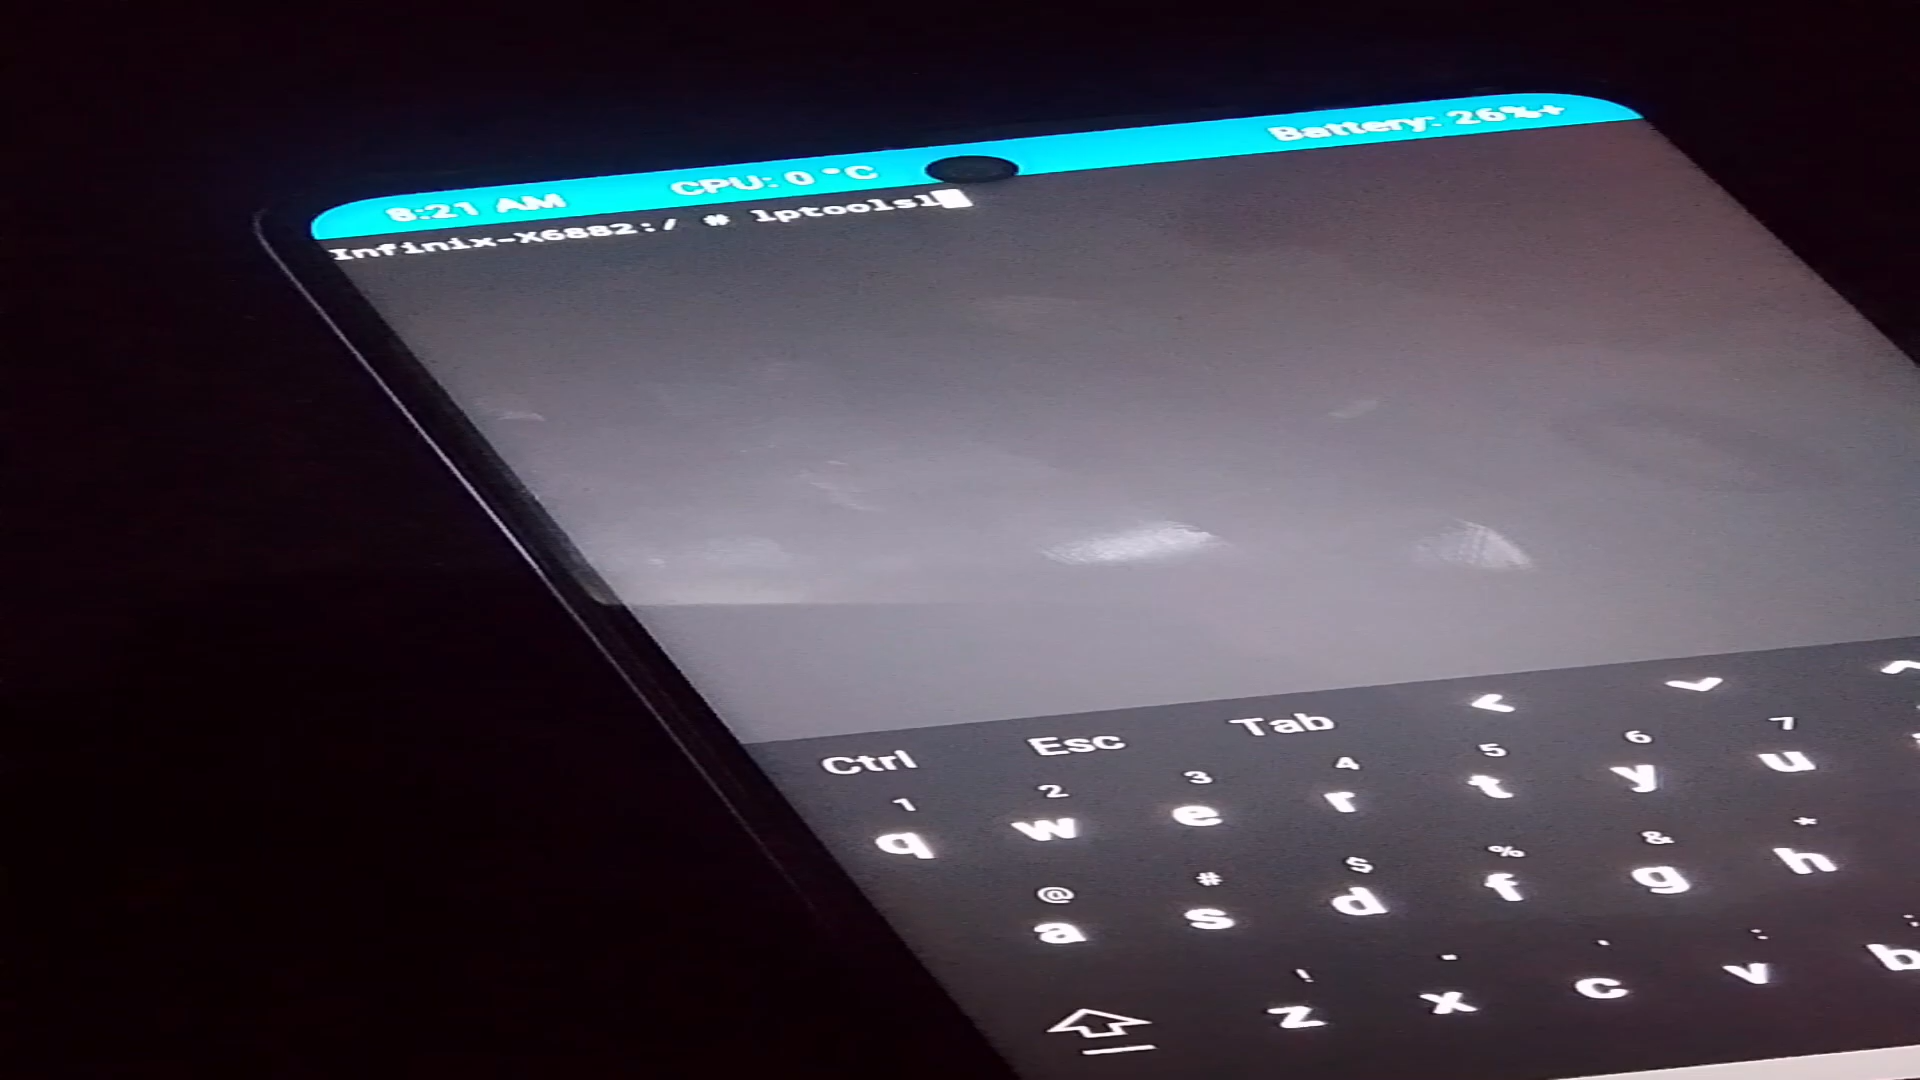 8:21 AM CPU: 0 °C Battery: 26%+
Infinix-X6882:/ # lptoolsl
Ctrl Esc Tab
1 2 3 4 5 6 7
q w e r t y u
@ # $ % & *
a s d f g h
z x c v b